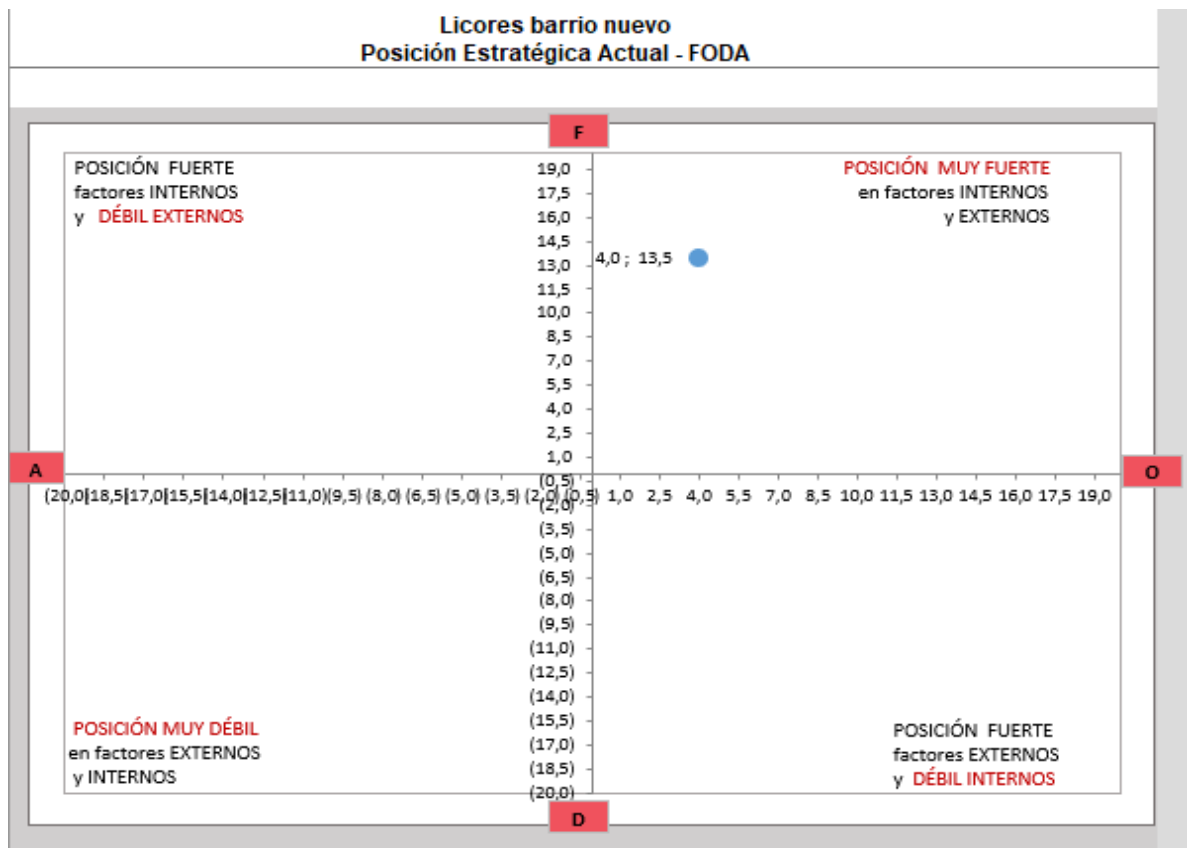 Licores barrio nuevo
Posición Estratégica Actual - FODA
F
POSICIÓN FUERTE
factores INTERNOS
y DÉBIL EXTERNOS
POSICIÓN MUY FUERTE
en factores INTERNOS
y EXTERNOS
19,0
17,5
16,0
14,5
13,0
4,0 ; 13,5
11,5
10,0
8,5
7,0
5,5
4,0
2,5
1,0
A
O
(0,5)
(20,0)(18,5)(17,0)(15,5)(14,0)(12,5)(11,0)(9,5) (8,0) (6,5) (5,0) (3,5) (2,0) (0,5) 1,0 2,5 4,0 5,5 7,0 8,5 10,0 11,5 13,0 14,5 16,0 17,5 19,0
(2,0)
(3,5)
(5,0)
(6,5)
(8,0)
(9,5)
(11,0)
(12,5)
(14,0)
(15,5)
(17,0)
(18,5)
(20,0)
POSICIÓN MUY DÉBIL
en factores EXTERNOS
y INTERNOS
POSICIÓN FUERTE
factores EXTERNOS
y DÉBIL INTERNOS
D